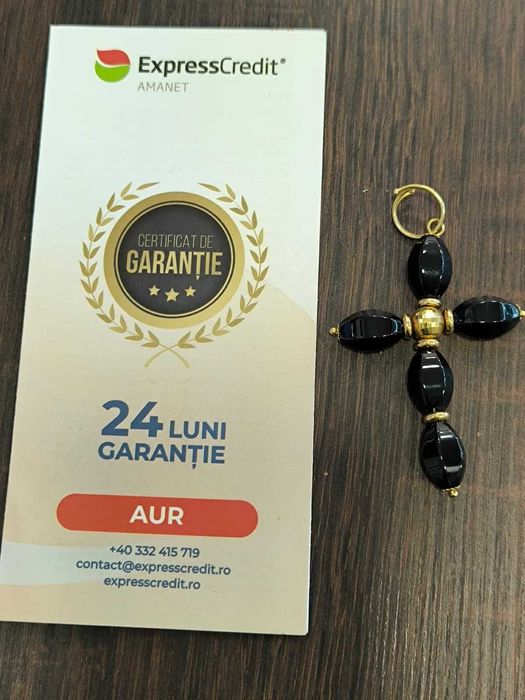 ExpressCredit®
AMANET
CERTIFICAT DE
GARANȚIE
24 LUNI
GARANȚIE
AUR
+40 332 415 719
contact@expresscredit.ro
expresscredit.ro